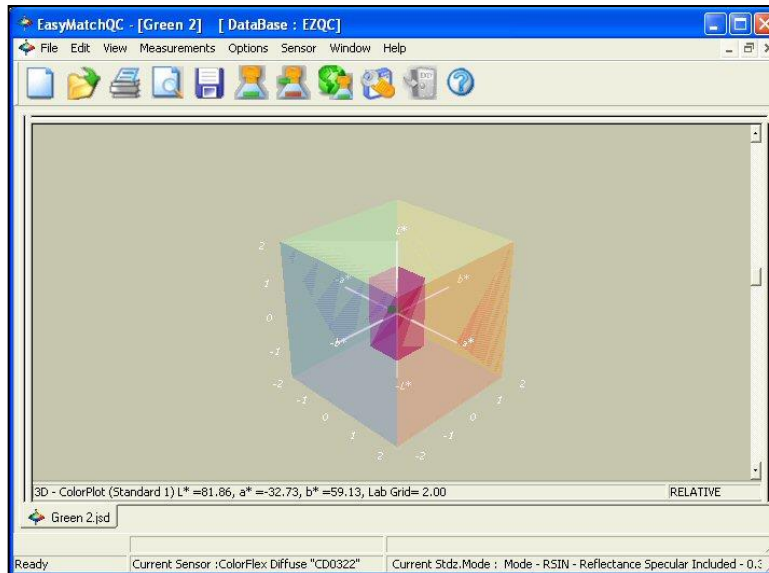 EasyMatchQC - [Green 2] [ DataBase : EZQC]
File Edit View Measurements Options Sensor Window Help
L*
2
-a*
b*
1
0
-b*
a*
-1
-L*
-2
2
-1
1
0
0
1
-1
2
-2
3D - ColorPlot (Standard 1) L* =81.86, a* =-32.73, b* =59.13, Lab Grid= 2.00
RELATIVE
Green 2.jsd
Ready
Current Sensor :ColorFlex Diffuse "CD0322"
Current Stdz.Mode : Mode - RSIN - Reflectance Specular Included - 0.3